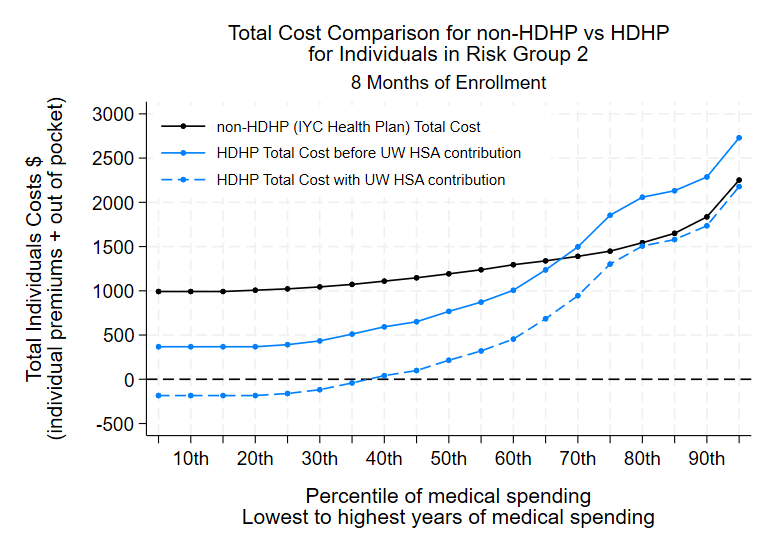 Total Cost Comparison for non-HDHP vs HDHP
for Individuals in Risk Group 2
8 Months of Enrollment
Total Individuals Costs $
(individual premiums + out of pocket)
3000
2500
2000
1500
1000
500
0
-500
non-HDHP (IYC Health Plan) Total Cost
HDHP Total Cost before UW HSA contribution
HDHP Total Cost with UW HSA contribution
10th 20th 30th 40th 50th 60th 70th 80th 90th
Percentile of medical spending
Lowest to highest years of medical spending